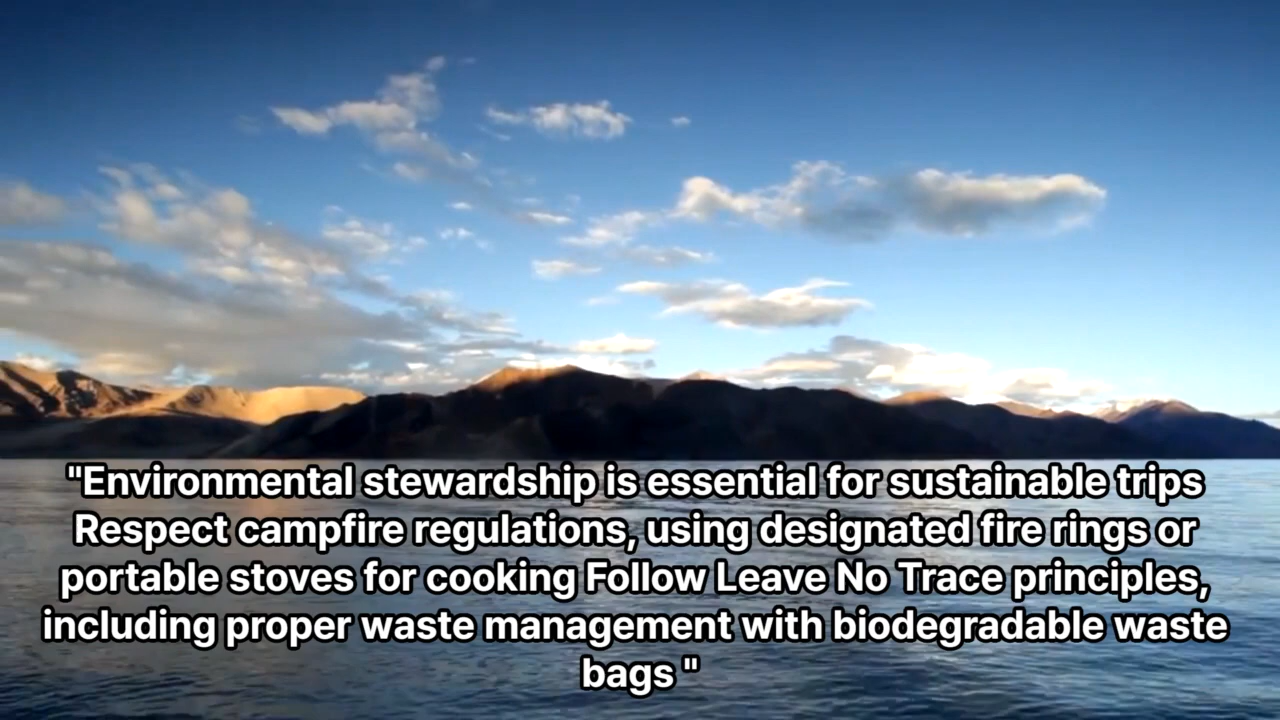 "Environmental stewardship is essential for sustainable trips
Respect campfire regulations, using designated fire rings or
portable stoves for cooking Follow Leave No Trace principles,
including proper waste management with biodegradable waste
bags "